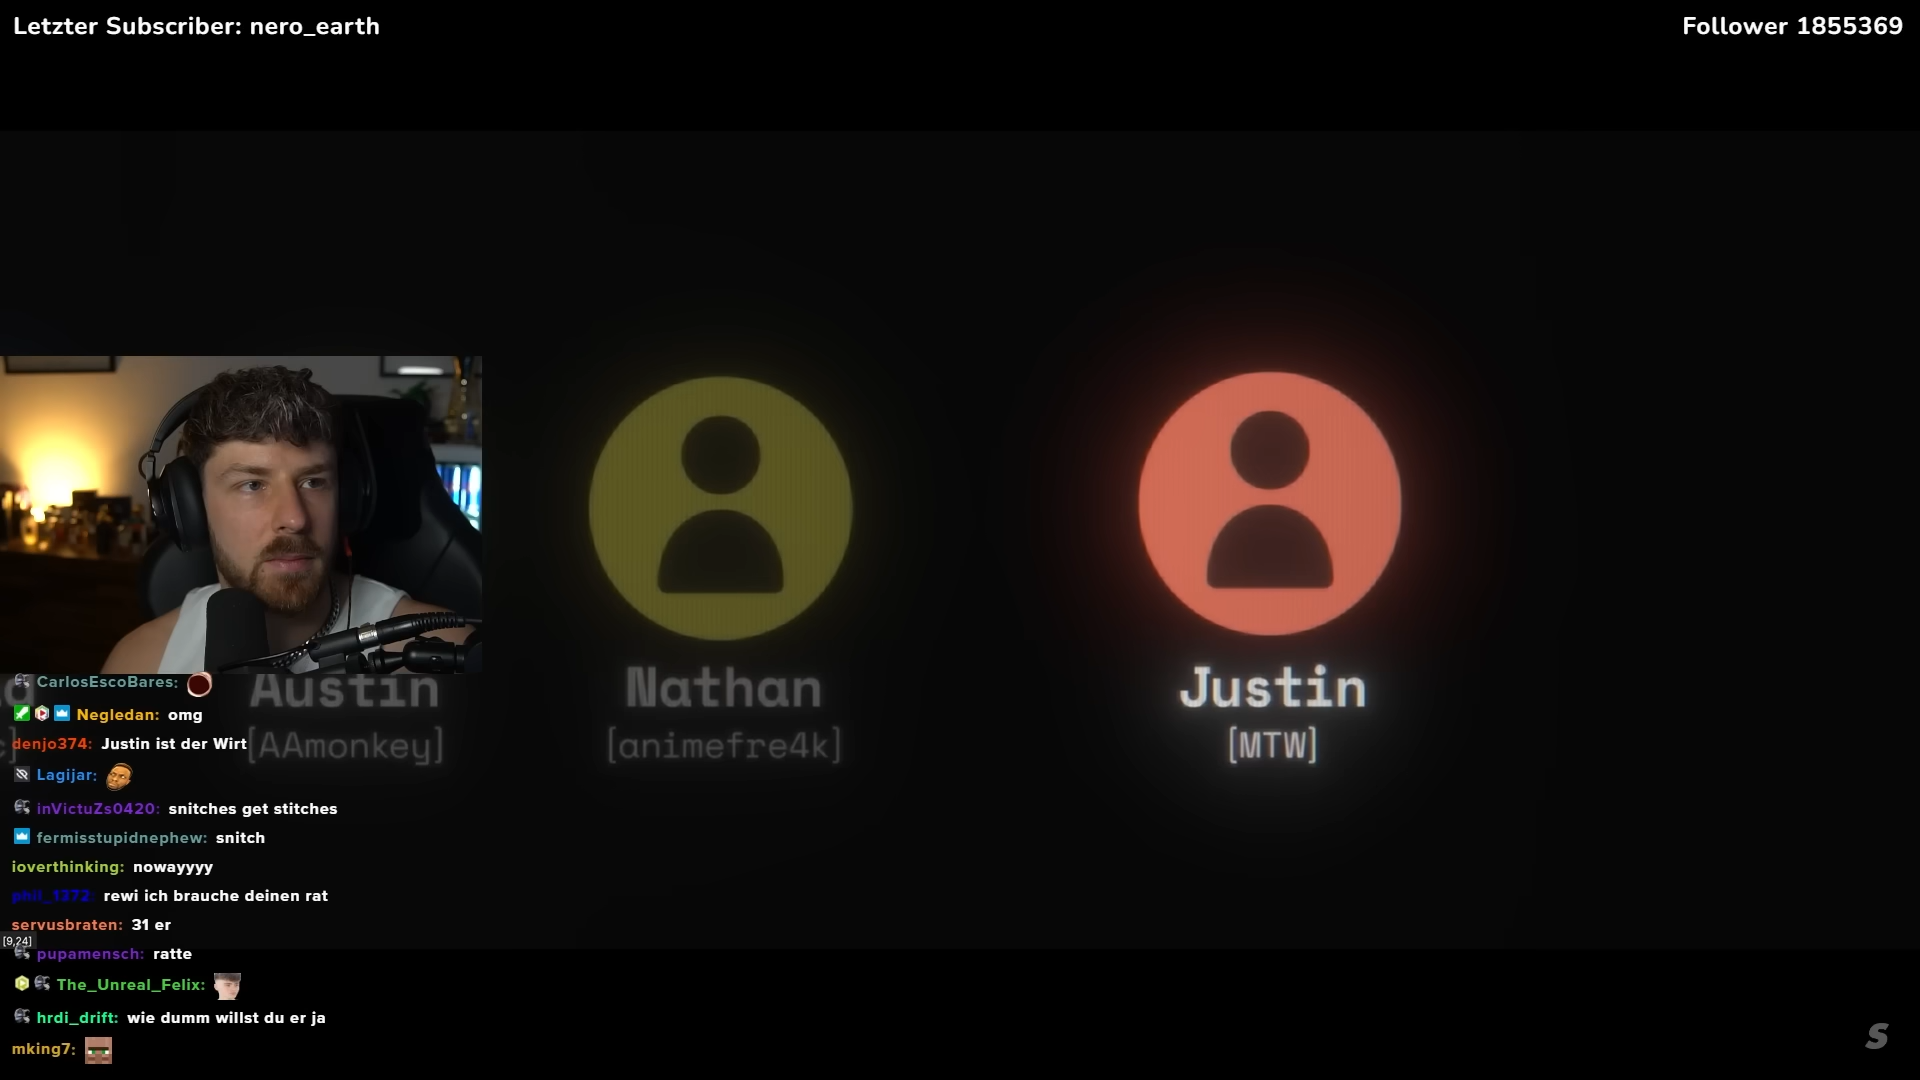 Letzter Subscriber: nero_earth
Follower 1855369
Austin
[AAmonkey]
Nathan
[animefre4k]
Justin
[MTW]
CarlosEscoBares:
Negledan: omg
denjo374: Justin ist der Wirt
Lagijar:
inVictuZs0420: snitches get stitches
fermisstupidnephew: snitch
ioverthinking: nowayyyy
phil_1372: rewi ich brauche deinen rat
servusbraten: 31 er
[9,24]
pupamensch: ratte
The_Unreal_Felix:
hrdi_drift: wie dumm willst du er ja
mking7:
S